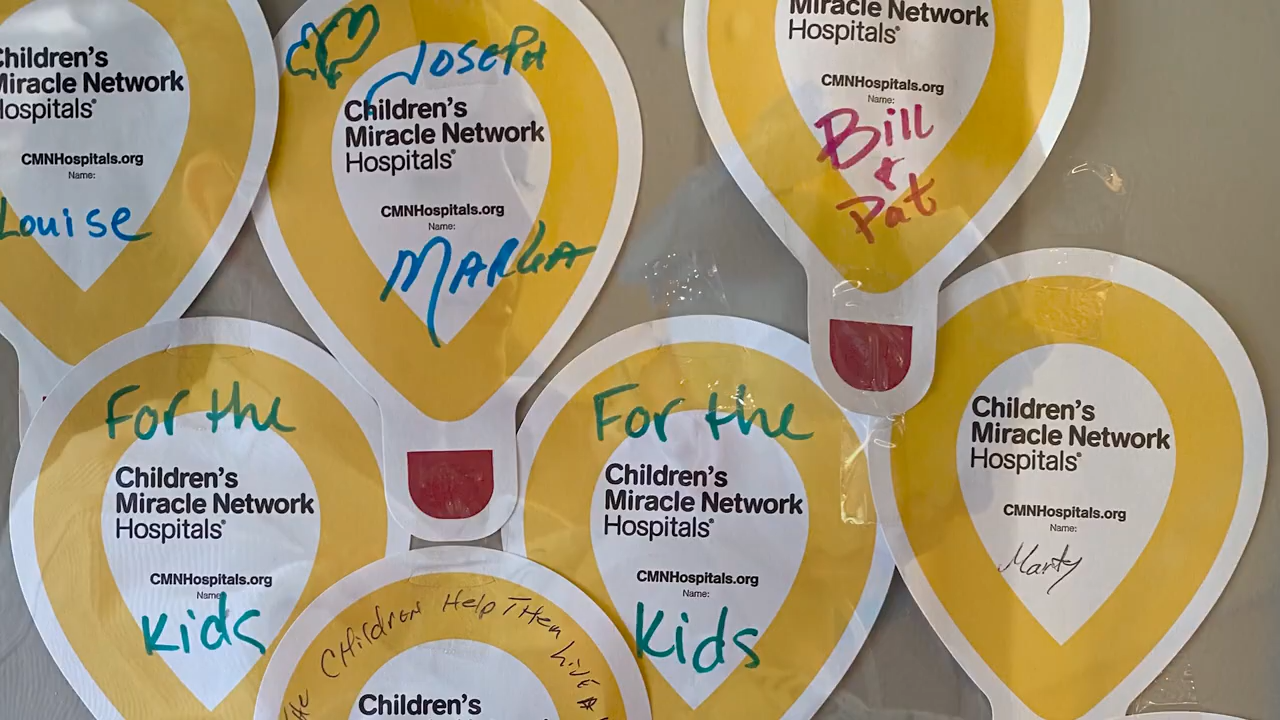 Children's
Miracle Network
Hospitals®
CMNHospitals.org
Name:
Louise
JOSEPH
Children's
Miracle Network
Hospitals®
CMNHospitals.org
Name:
MARLA
Miracle Network
Hospitals®
CMNHospitals.org
Name:
Bill
&
Pat
For the
Children's
Miracle Network
Hospitals®
CMNHospitals.org
Name
Kids
For the
Children's
Miracle Network
Hospitals®
CMNHospitals.org
Name:
Kids
Children's
Miracle Network
Hospitals®
CMNHospitals.org
Name:
Marty
THE CHildren Help THem LiVE A
Children's